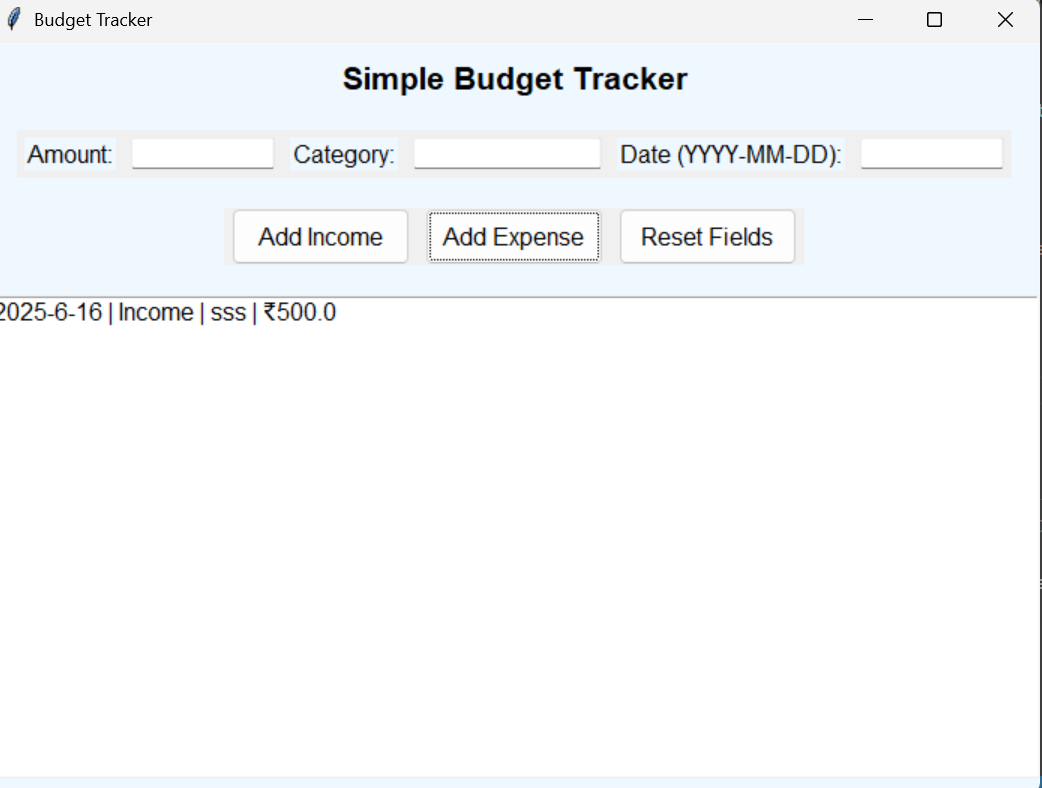 Budget Tracker
Simple Budget Tracker
Amount: Category: Date (YYYY-MM-DD):
Add Income Add Expense Reset Fields
2025-6-16 | Income | sss | ₹500.0